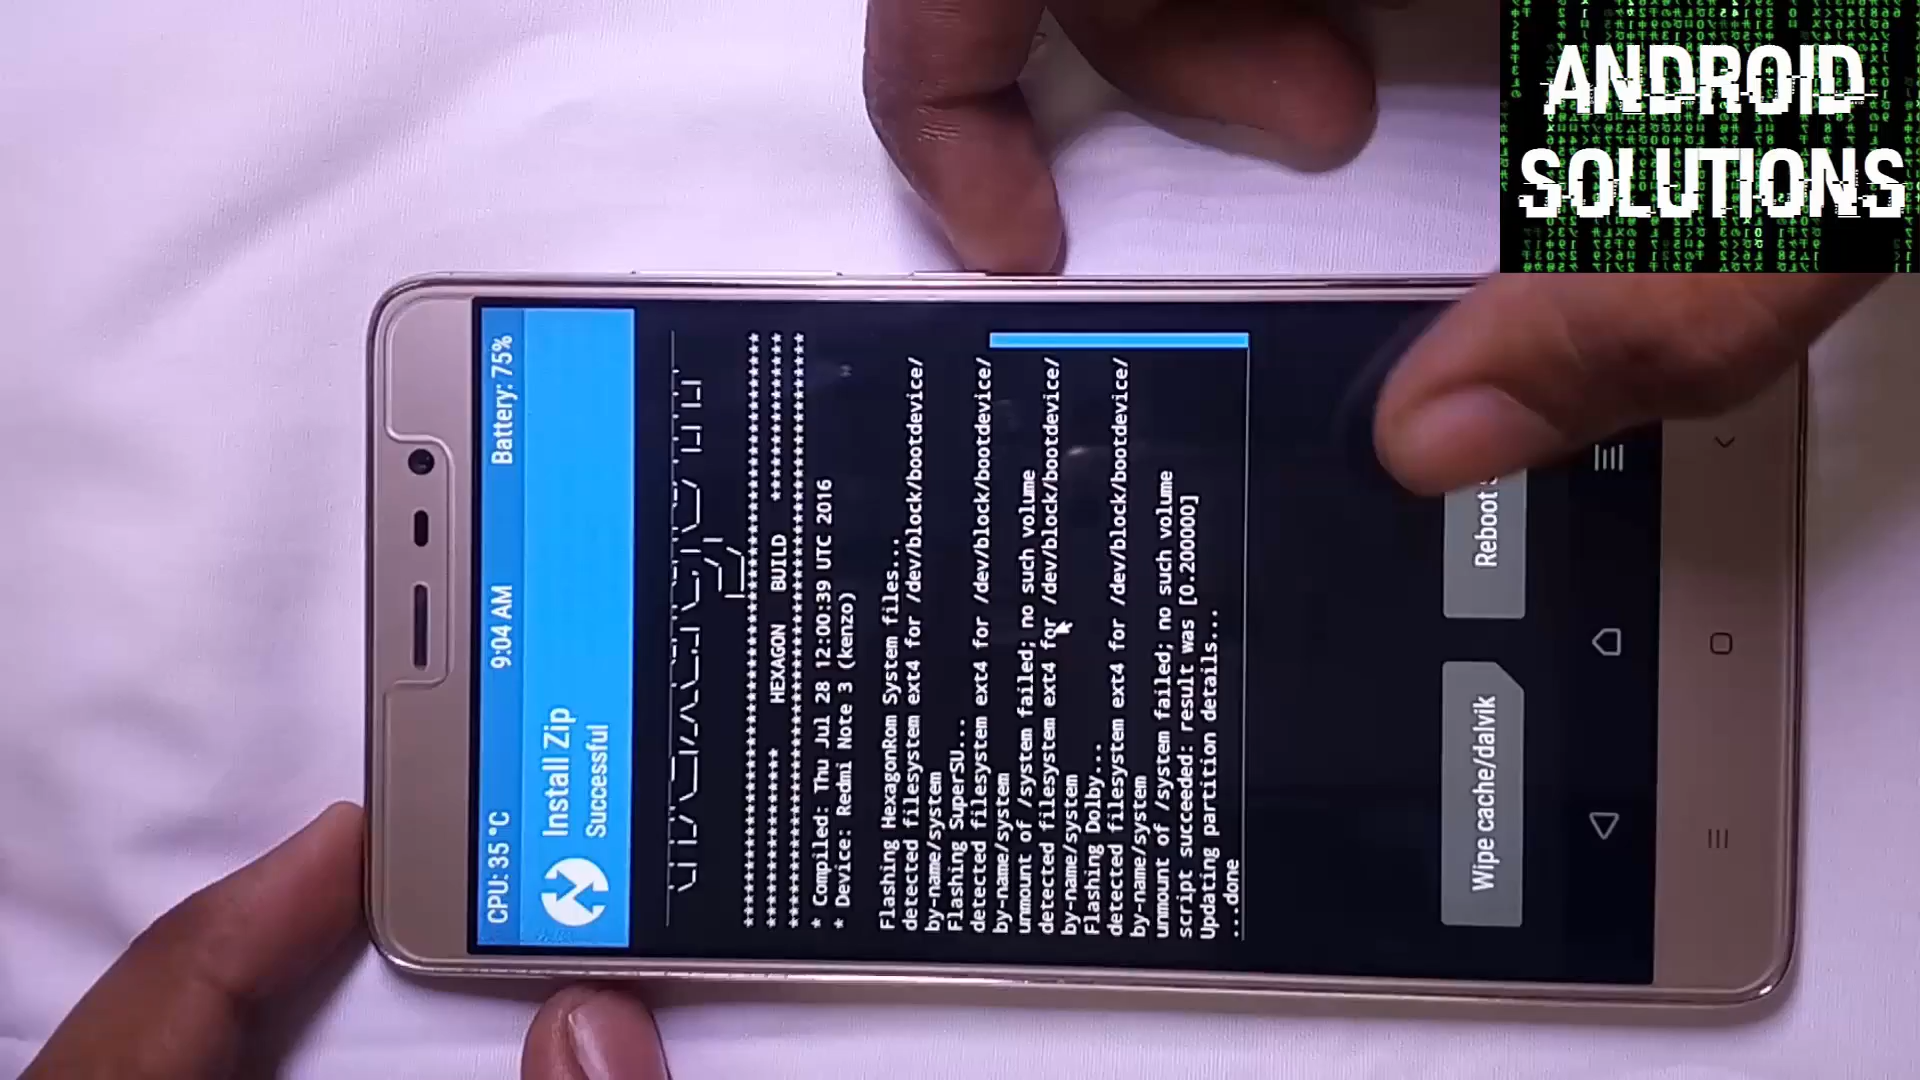 ANDROID
SOLUTIONS
CPU: 35 °C 9:04 AM Battery: 75%
Install Zip
Successful
**********************************************************
************ HEXAGON BUILD ****************
**********************************************************
* Compiled: Thu Jul 28 12:00:39 UTC 2016
* Device: Redmi Note 3 (kenzo)
Flashing HexagonRom System files...
detected filesystem ext4 for /dev/block/bootdevice/
by-name/system
Flashing SuperSU...
detected filesystem ext4 for /dev/block/bootdevice/
by-name/system
unmount of /system failed; no such volume
detected filesystem ext4 for /dev/block/bootdevice/
by-name/system
Flashing Dolby...
detected filesystem ext4 for /dev/block/bootdevice/
by-name/system
unmount of /system failed; no such volume
script succeeded: result was [0.200000]
Updating partition details...
...done
Wipe cache/dalvik
Reboot